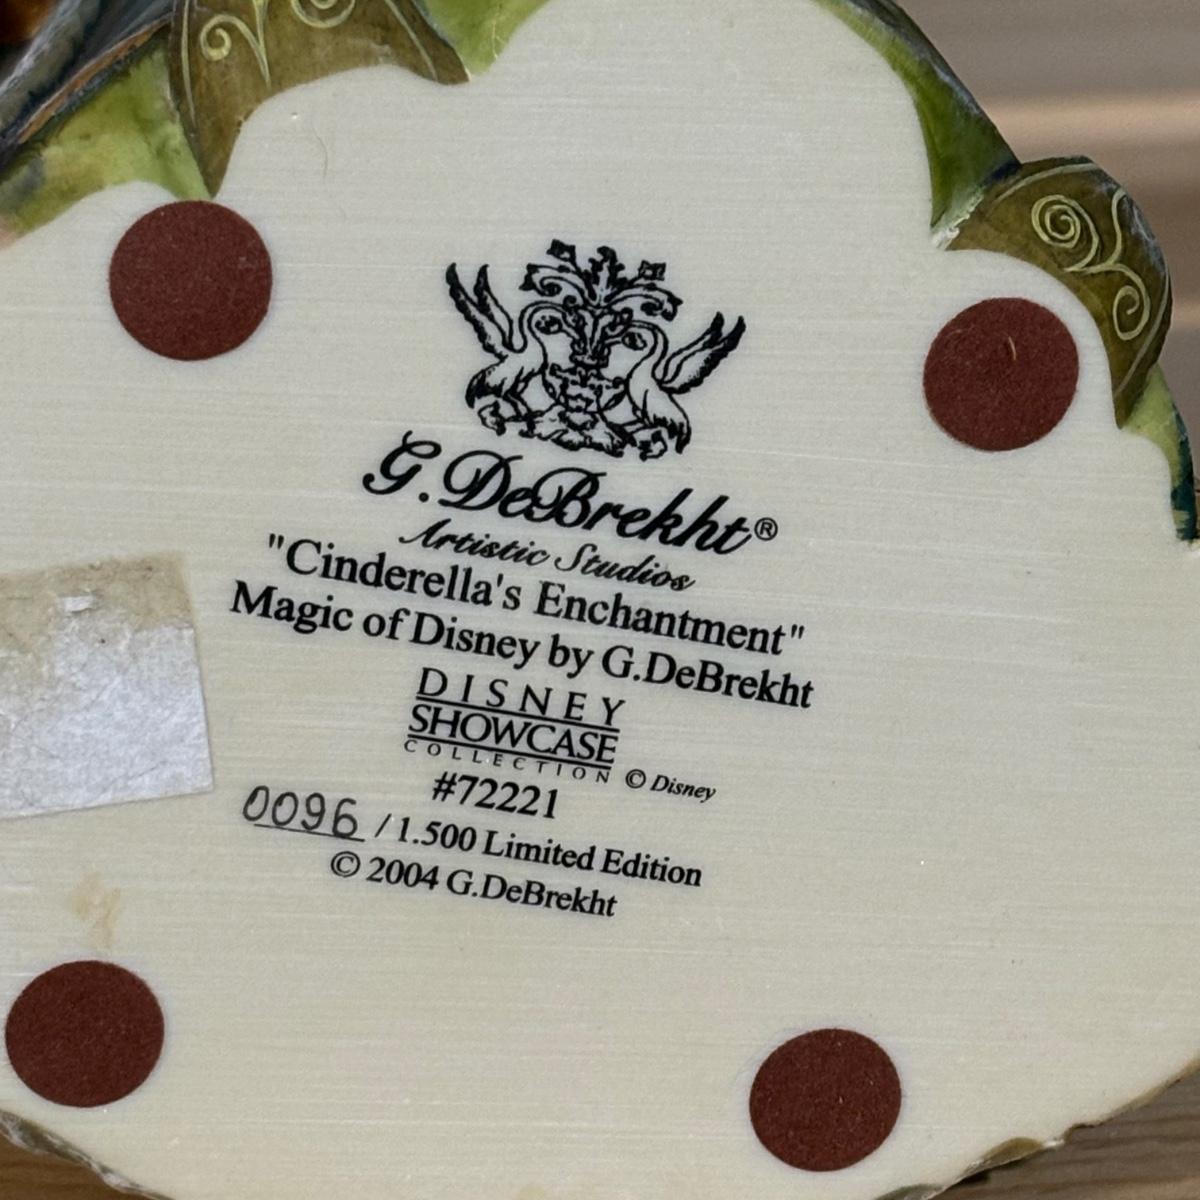 G.DeBrekht®
Artistic Studios
"Cinderella's Enchantment"
Magic of Disney by G.DeBrekht
DISNEY
SHOWCASE
COLLECTION © Disney
#72221
0096 / 1.500 Limited Edition
© 2004 G.DeBrekht